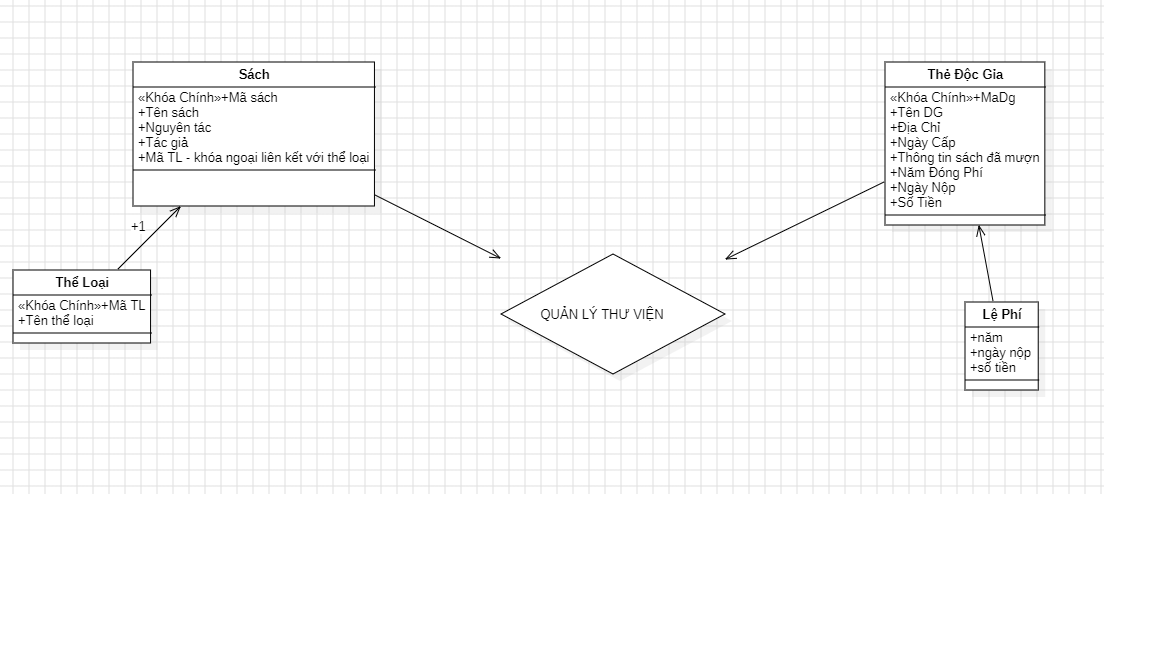 Sách
«Khóa Chính»+Mã sách
+Tên sách
+Nguyên tác
+Tác giả
+Mã TL - khóa ngoại liên kết với thể loại
+1
Thể Loại
«Khóa Chính»+Mã TL
+Tên thể loại
QUẢN LÝ THƯ VIỆN
Thẻ Độc Gỉa
«Khóa Chính»+MaDg
+Tên DG
+Địa Chỉ
+Ngày Cấp
+Thông tin sách đã mượn
+Năm Đóng Phí
+Ngày Nộp
+Số Tiền
Lệ Phí
+năm
+ngày nộp
+số tiền